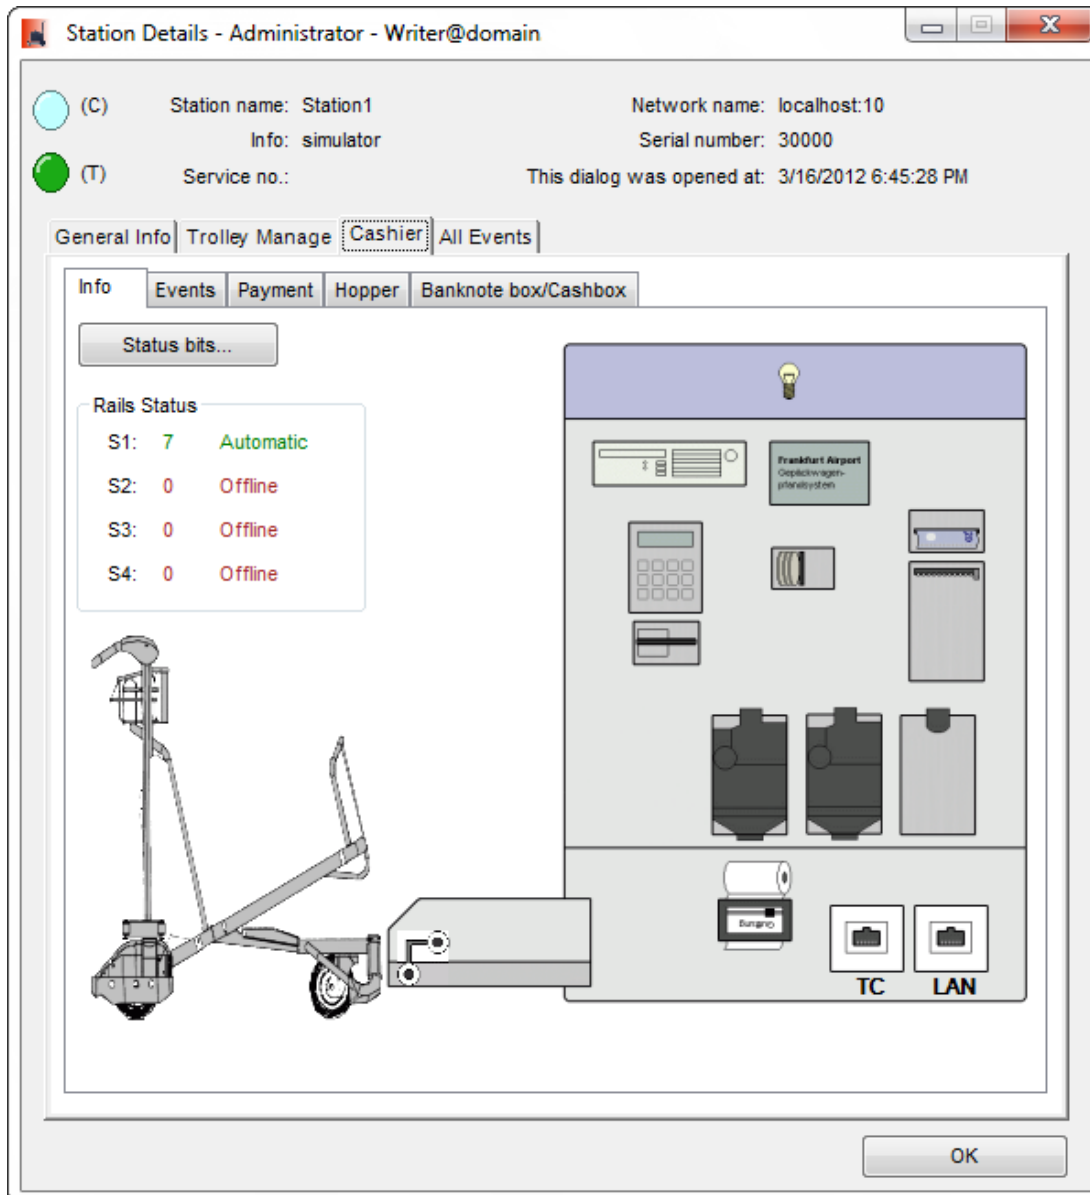 Station Details - Administrator - Writer@domain
(C) Station name: Station1 Network name: localhost:10
Info: simulator Serial number: 30000
(T) Service no.: This dialog was opened at: 3/16/2012 6:45:28 PM
General Info Trolley Manage Cashier All Events
Info Events Payment Hopper Banknote box/Cashbox
Status bits...
Rails Status
S1: 7 Automatic
S2: 0 Offline
S3: 0 Offline
S4: 0 Offline
Frankfurt Airport
Gepäckwagen-
pfandsystem
Quittung
TC LAN
OK